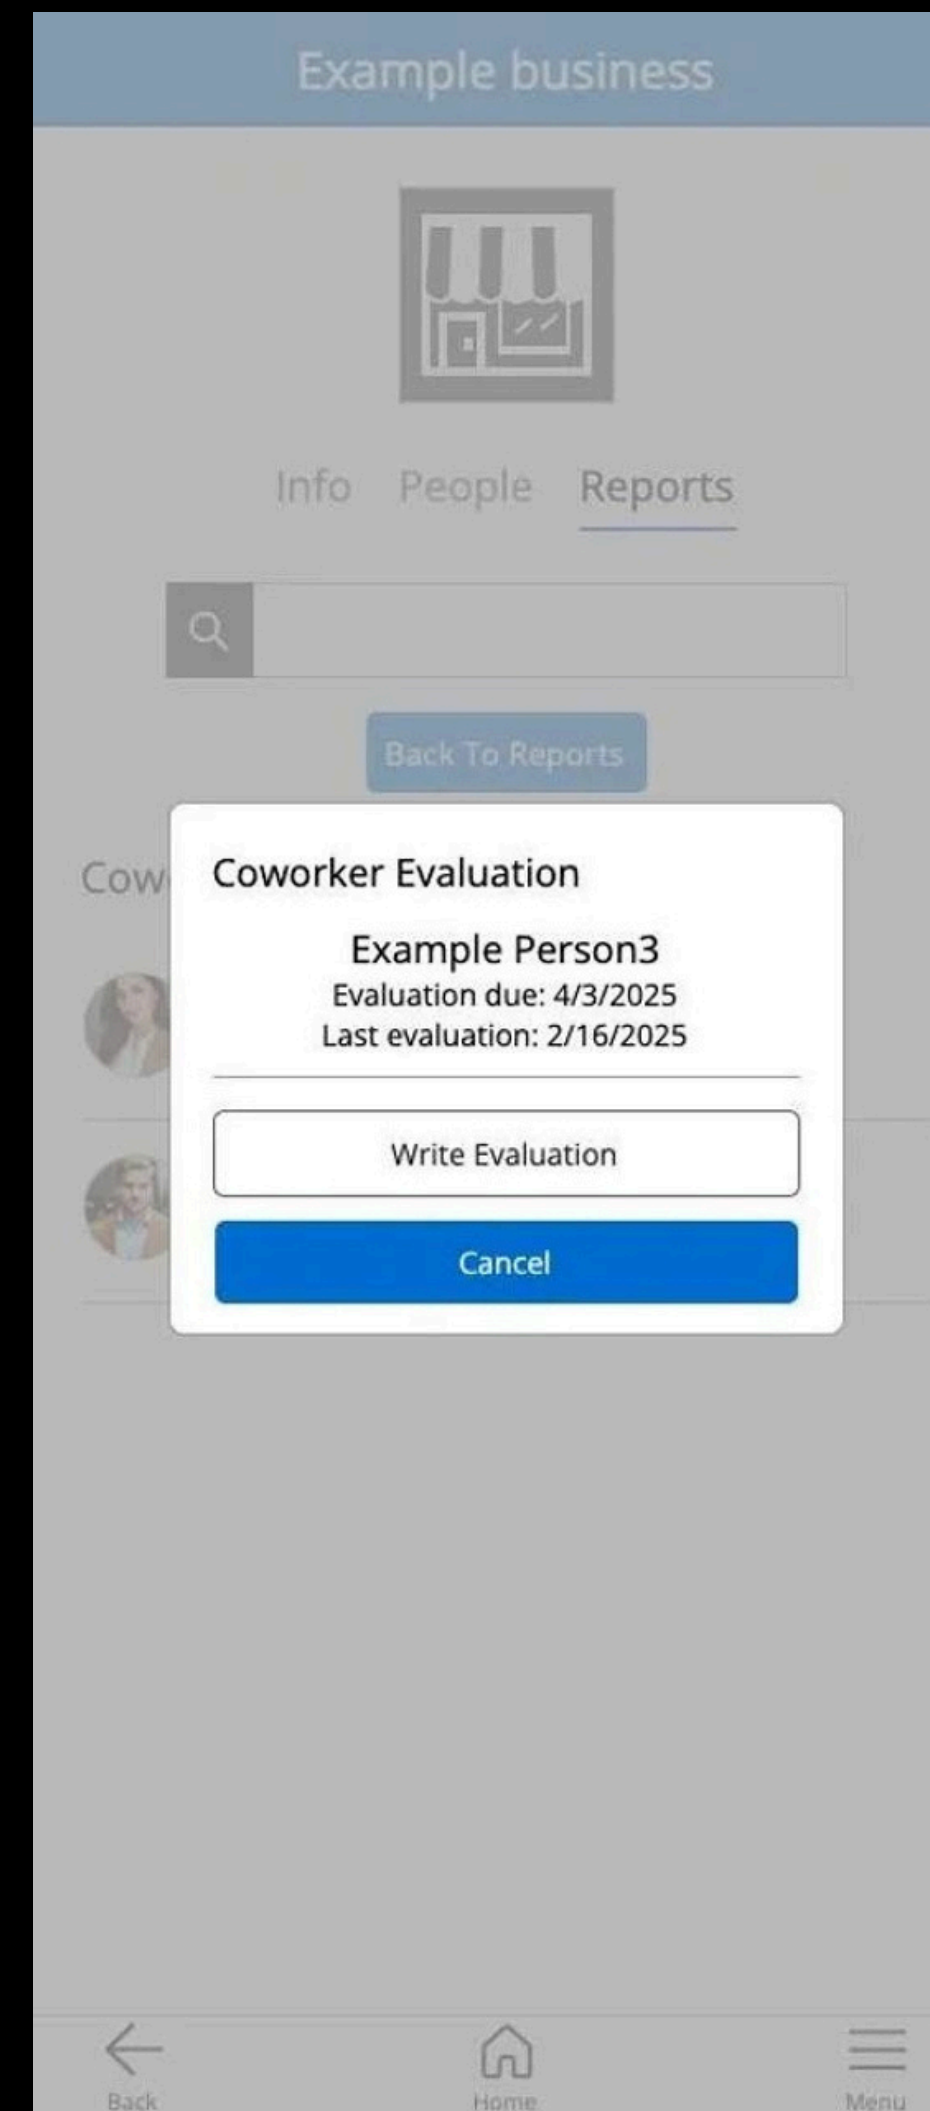 Example business
Info People Reports
Back To Reports
Cow
Coworker Evaluation
Example Person3
Evaluation due: 4/3/2025
Last evaluation: 2/16/2025
Write Evaluation
Cancel
Back Home Menu